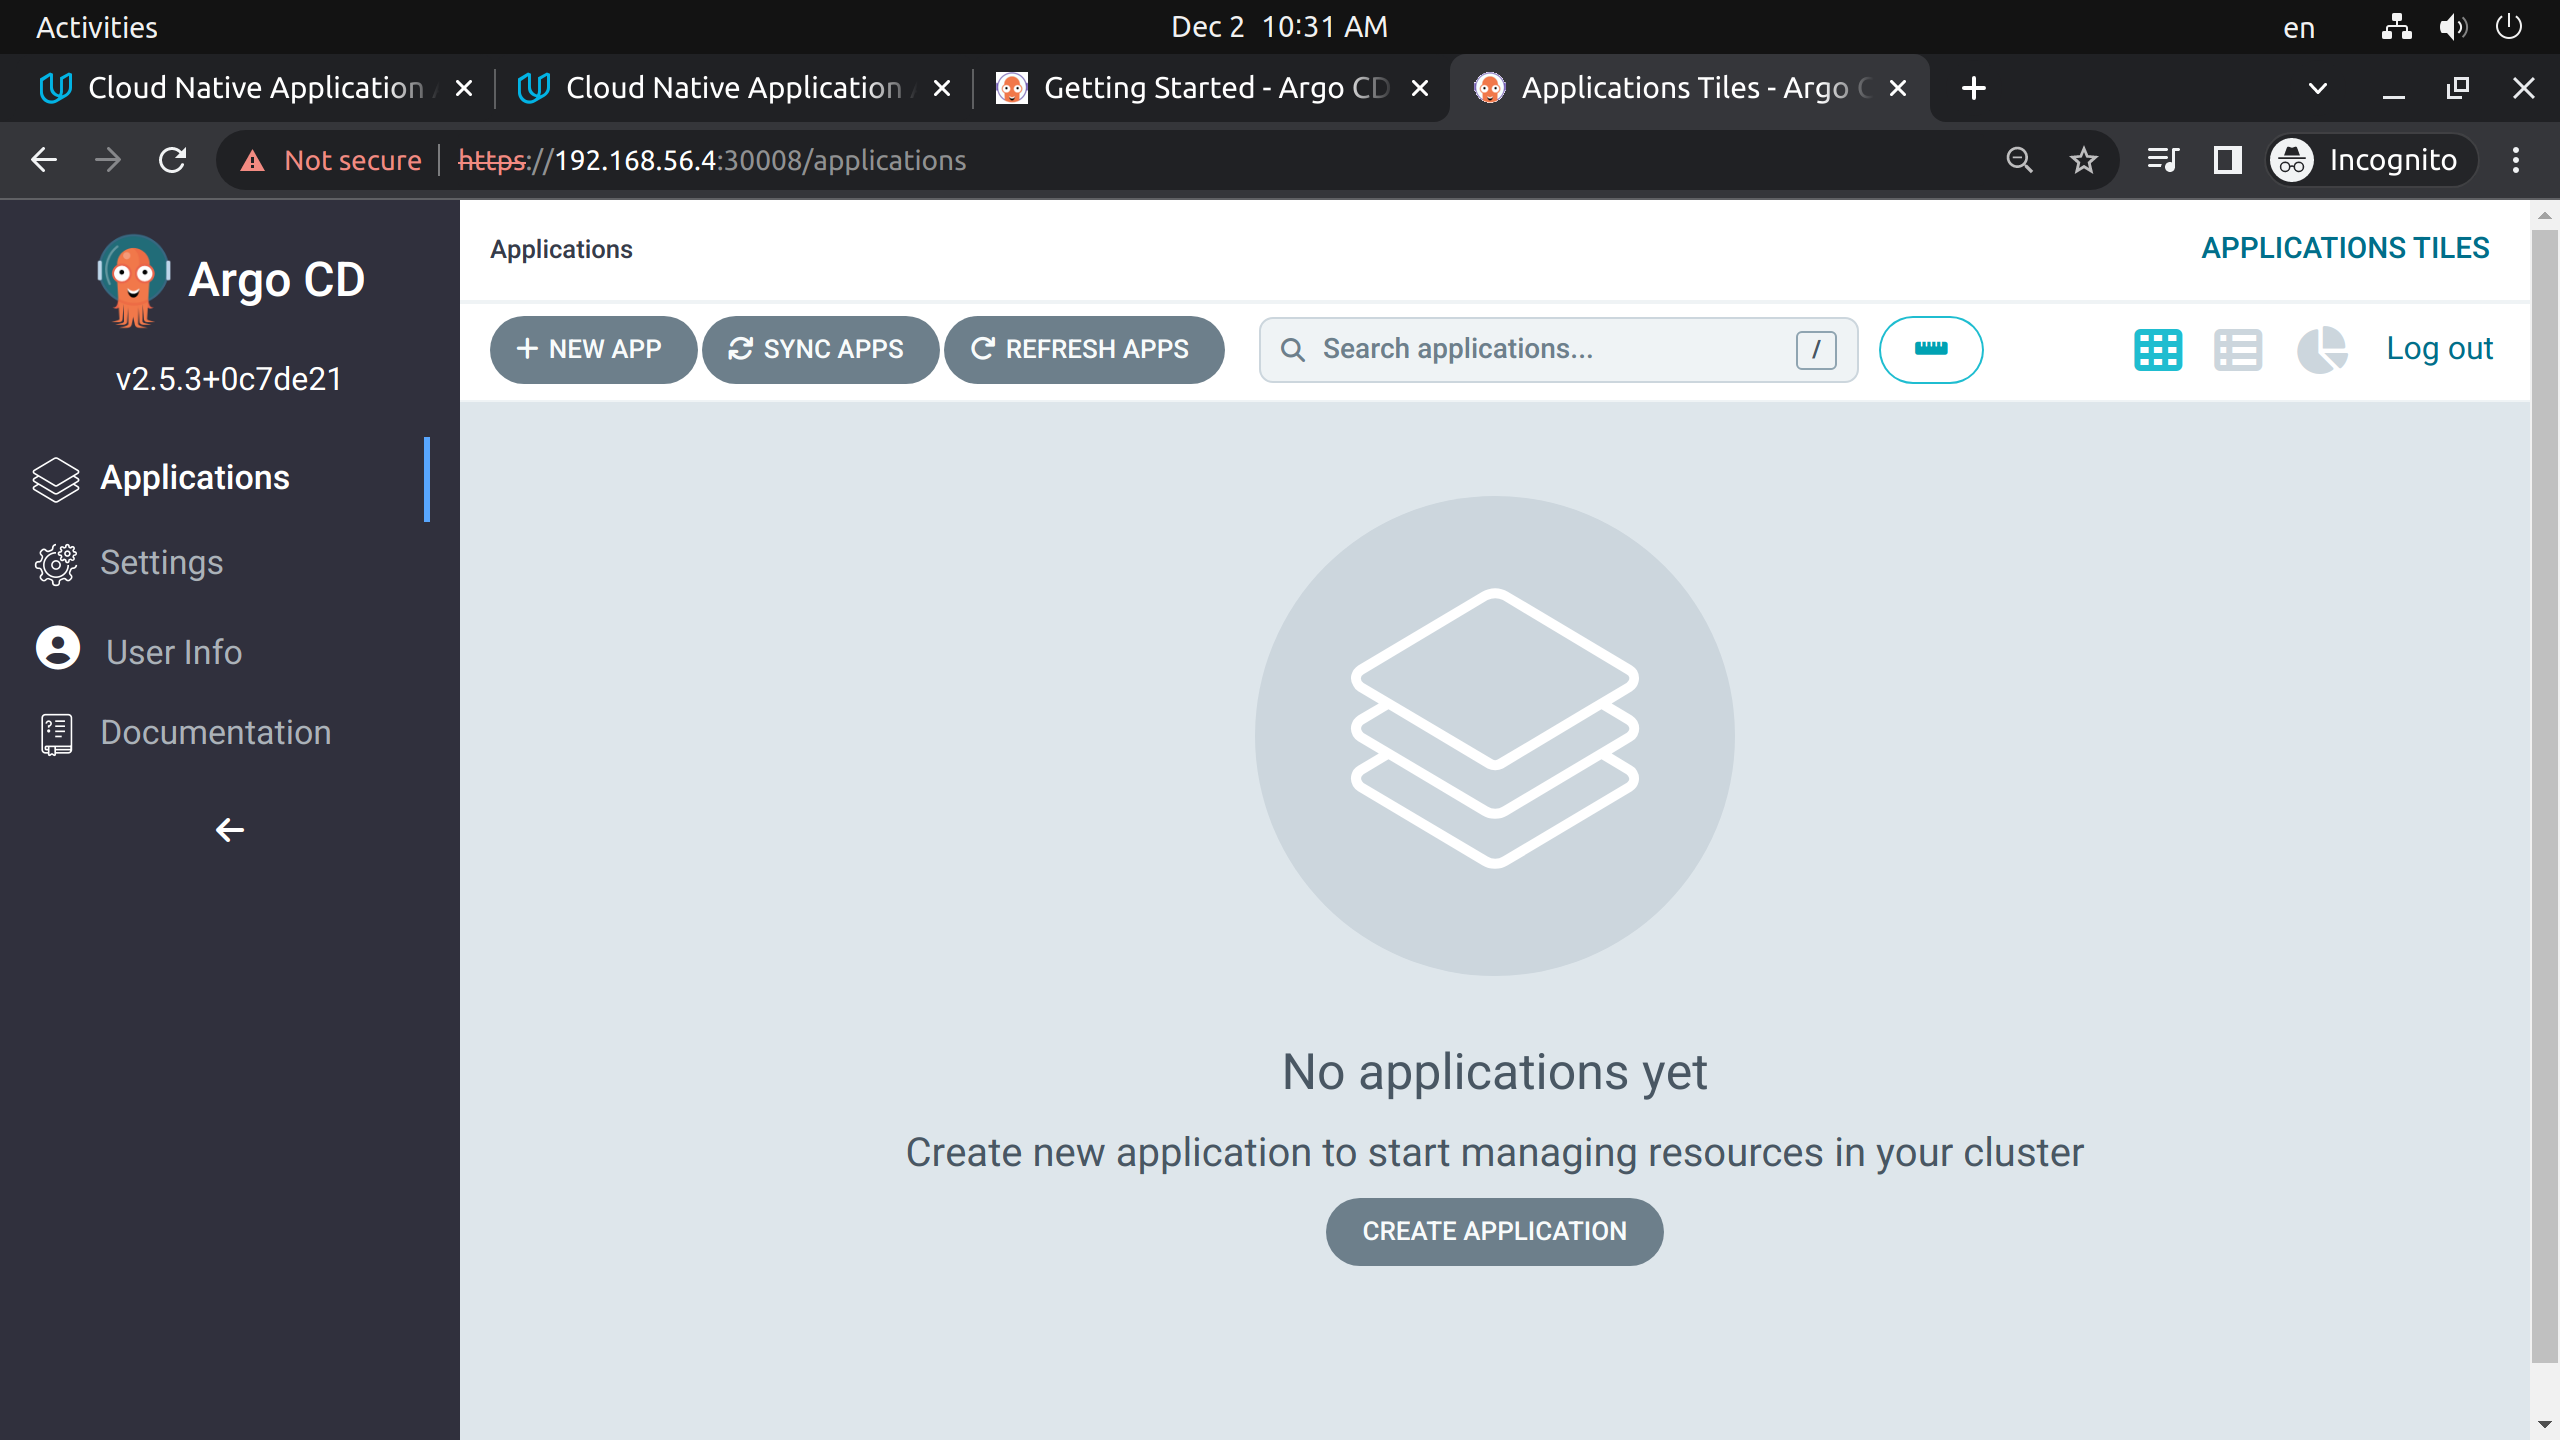 Activities
Dec 2 10:31 AM
en
Cloud Native Application
Cloud Native Application
Getting Started - Argo CD
Applications Tiles - Argo C
Not secure
https://192.168.56.4:30008/applications
Incognito
Argo CD
v2.5.3+0c7de21
Applications
Settings
User Info
Documentation
Applications
APPLICATIONS TILES
NEW APP
SYNC APPS
REFRESH APPS
Search applications...
/
Log out
No applications yet
Create new application to start managing resources in your cluster
CREATE APPLICATION